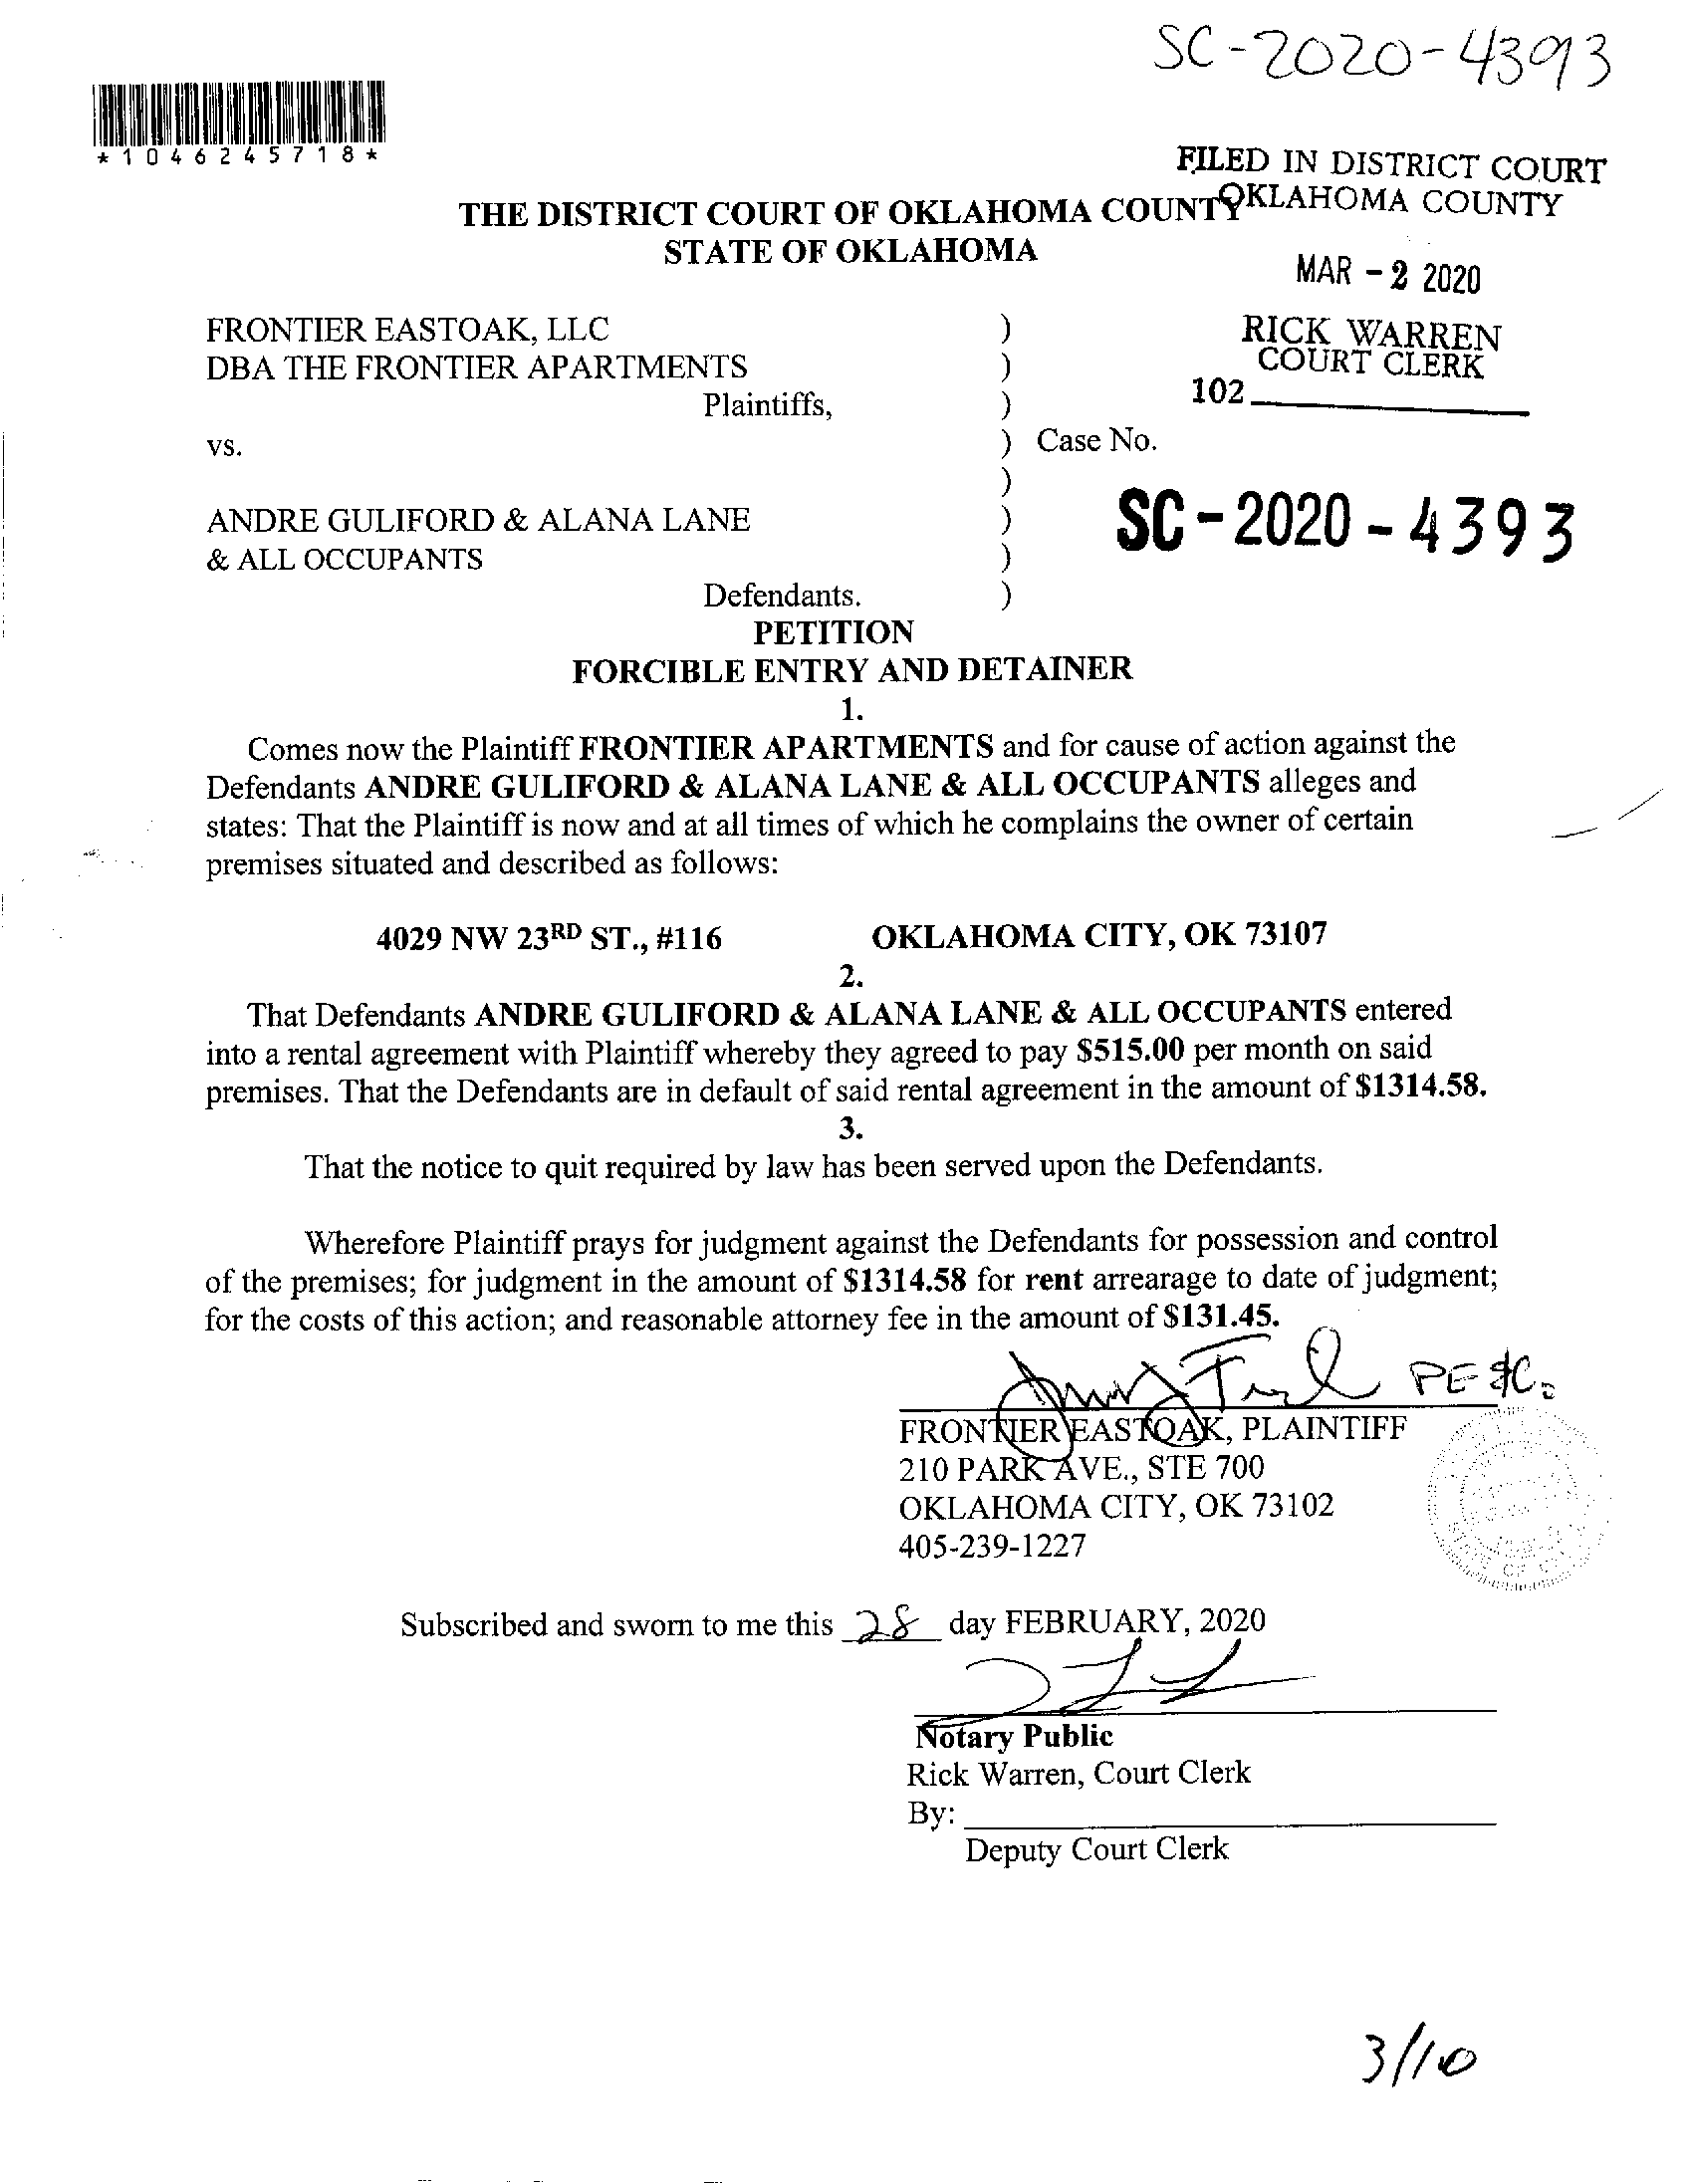 SC-2020-4393
*1046245718*
FILED IN DISTRICT COURT
OKLAHOMA COUNTY
THE DISTRICT COURT OF OKLAHOMA COUNTY
STATE OF OKLAHOMA
MAR - 2 2020
FRONTIER EASTOAK, LLC )
RICK WARREN
DBA THE FRONTIER APARTMENTS )
COURT CLERK
Plaintiffs, )
102
vs. ) Case No.
)
ANDRE GULIFORD & ALANA LANE )
SC-2020-4393
& ALL OCCUPANTS )
Defendants. )
PETITION
FORCIBLE ENTRY AND DETAINER
1.
Comes now the Plaintiff FRONTIER APARTMENTS and for cause of action against the
Defendants ANDRE GULIFORD & ALANA LANE & ALL OCCUPANTS alleges and
states: That the Plaintiff is now and at all times of which he complains the owner of certain
premises situated and described as follows:
4029 NW 23RD ST., #116 OKLAHOMA CITY, OK 73107
2.
That Defendants ANDRE GULIFORD & ALANA LANE & ALL OCCUPANTS entered
into a rental agreement with Plaintiff whereby they agreed to pay $515.00 per month on said
premises. That the Defendants are in default of said rental agreement in the amount of $1314.58.
3.
That the notice to quit required by law has been served upon the Defendants.
Wherefore Plaintiff prays for judgment against the Defendants for possession and control
of the premises; for judgment in the amount of $1314.58 for rent arrearage to date of judgment;
for the costs of this action; and reasonable attorney fee in the amount of $131.45.
FRONTIER EASTOAK, PLAINTIFF
210 PARK AVE., STE 700
OKLAHOMA CITY, OK 73102
405-239-1227
Subscribed and sworn to me this 28 day FEBRUARY, 2020
Notary Public
Rick Warren, Court Clerk
By:
Deputy Court Clerk
3/10